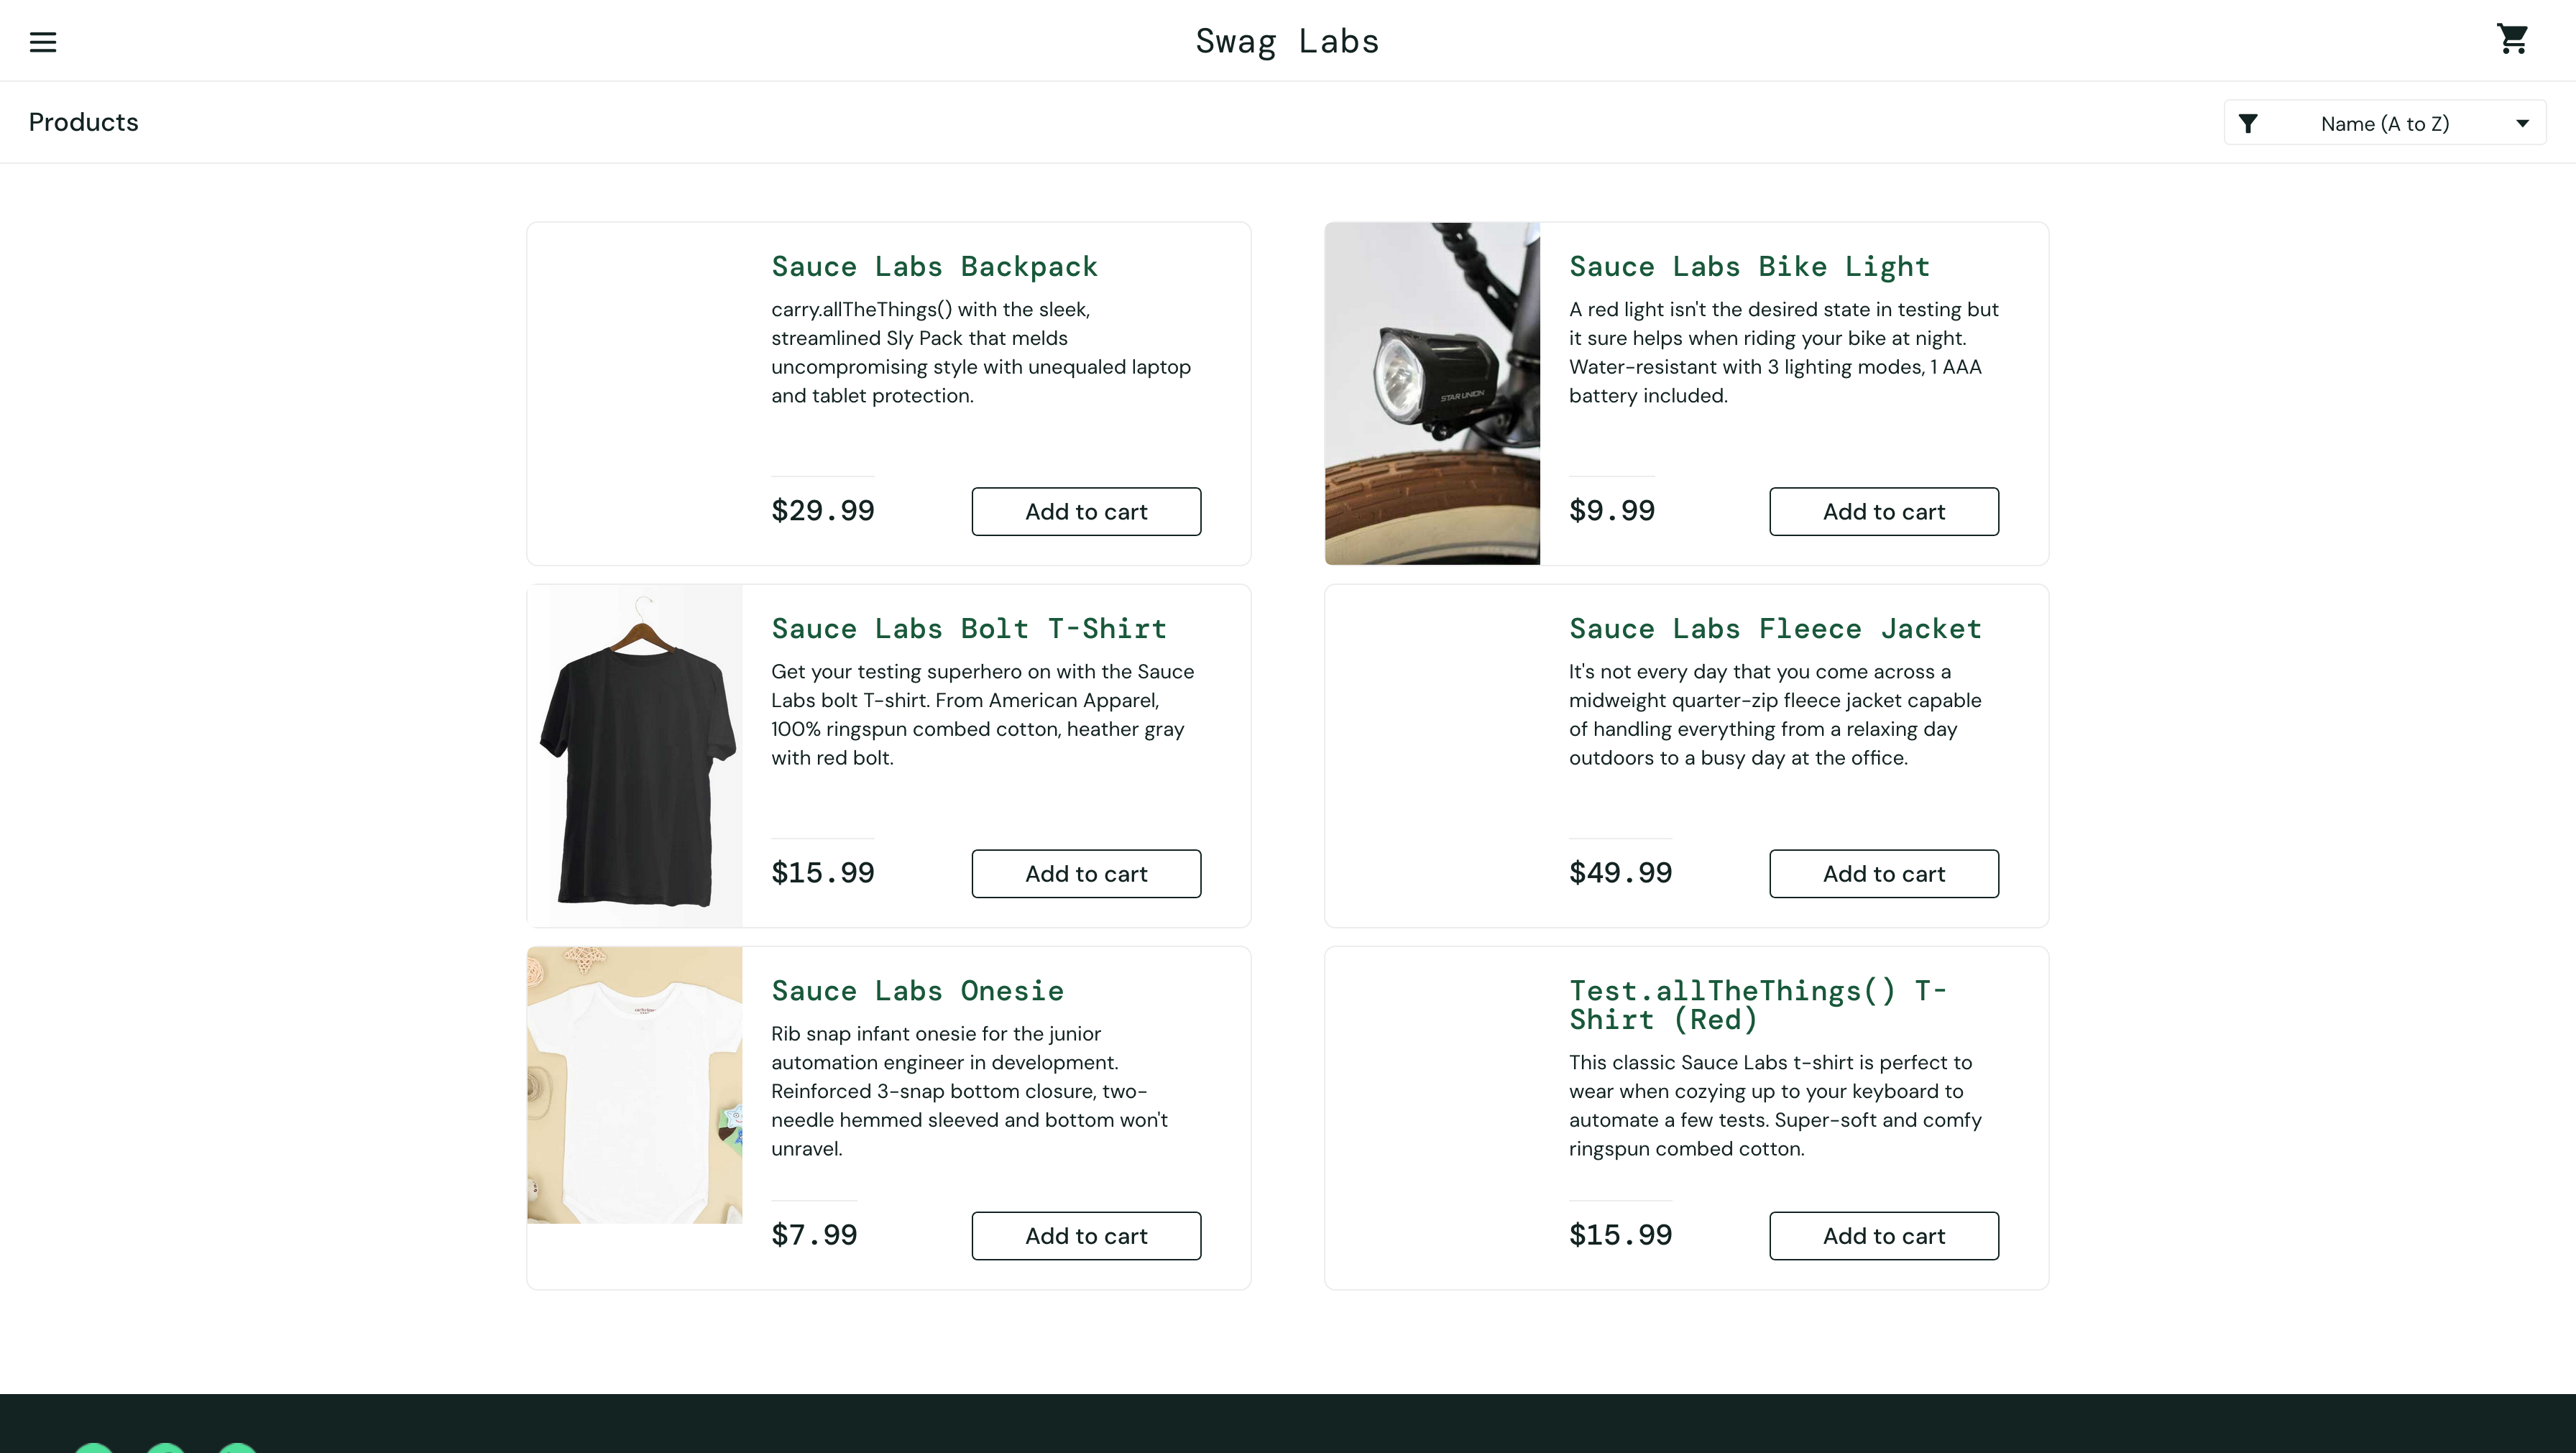 Swag Labs
Products
Name (A to Z)
Sauce Labs Backpack
carry.allTheThings() with the sleek,
streamlined Sly Pack that melds
uncompromising style with unequaled laptop
and tablet protection.
$29.99
Add to cart
STAR UNION
Sauce Labs Bike Light
A red light isn't the desired state in testing but
it sure helps when riding your bike at night.
Water-resistant with 3 lighting modes, 1 AAA
battery included.
$9.99
Add to cart
Sauce Labs Bolt T-Shirt
Get your testing superhero on with the Sauce
Labs bolt T-shirt. From American Apparel,
100% ringspun combed cotton, heather gray
with red bolt.
$15.99
Add to cart
Sauce Labs Fleece Jacket
It's not every day that you come across a
midweight quarter-zip fleece jacket capable
of handling everything from a relaxing day
outdoors to a busy day at the office.
$49.99
Add to cart
Sauce Labs Onesie
Rib snap infant onesie for the junior
automation engineer in development.
Reinforced 3-snap bottom closure, two-
needle hemmed sleeved and bottom won't
unravel.
$7.99
Add to cart
Test.allTheThings() T-
Shirt (Red)
This classic Sauce Labs t-shirt is perfect to
wear when cozying up to your keyboard to
automate a few tests. Super-soft and comfy
ringspun combed cotton.
$15.99
Add to cart